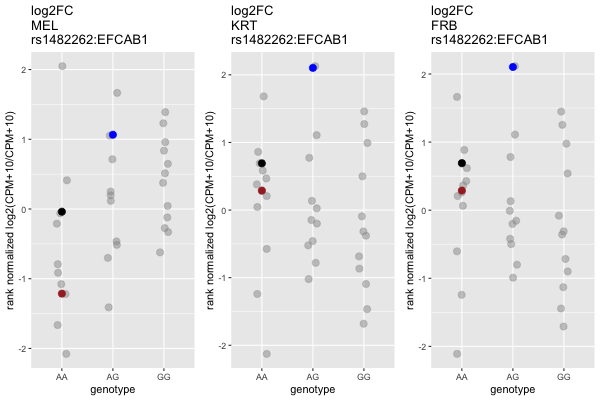 log2FC
MEL
rs1482262:EFCAB1
rank normalized log2(CPM+10/CPM+10)
2
1
0
-1
-2
AA
AG
GG
genotype
log2FC
KRT
rs1482262:EFCAB1
rank normalized log2(CPM+10/CPM+10)
2
1
0
-1
-2
AA
AG
GG
genotype
log2FC
FRB
rs1482262:EFCAB1
rank normalized log2(CPM+10/CPM+10)
2
1
0
-1
-2
AA
AG
GG
genotype